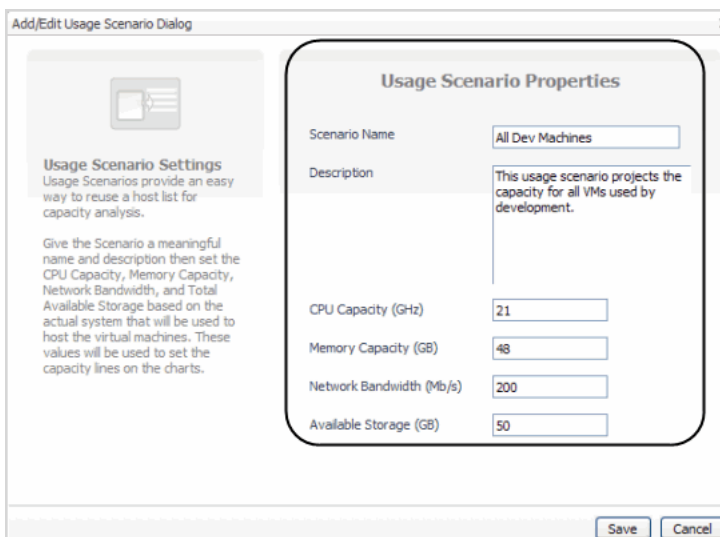 Add/Edit Usage Scenario Dialog
Usage Scenario Settings
Usage Scenarios provide an easy
way to reuse a host list for
capacity analysis.
Give the Scenario a meaningful
name and description then set the
CPU Capacity, Memory Capacity,
Network Bandwidth, and Total
Available Storage based on the
actual system that will be used to
host the virtual machines. These
values will be used to set the
capacity lines on the charts.
Usage Scenario Properties
Scenario Name All Dev Machines
Description This usage scenario projects the
capacity for all VMs used by
development.
CPU Capacity (GHz) 21
Memory Capacity (GB) 48
Network Bandwidth (Mb/s) 200
Available Storage (GB) 50
Save Cancel